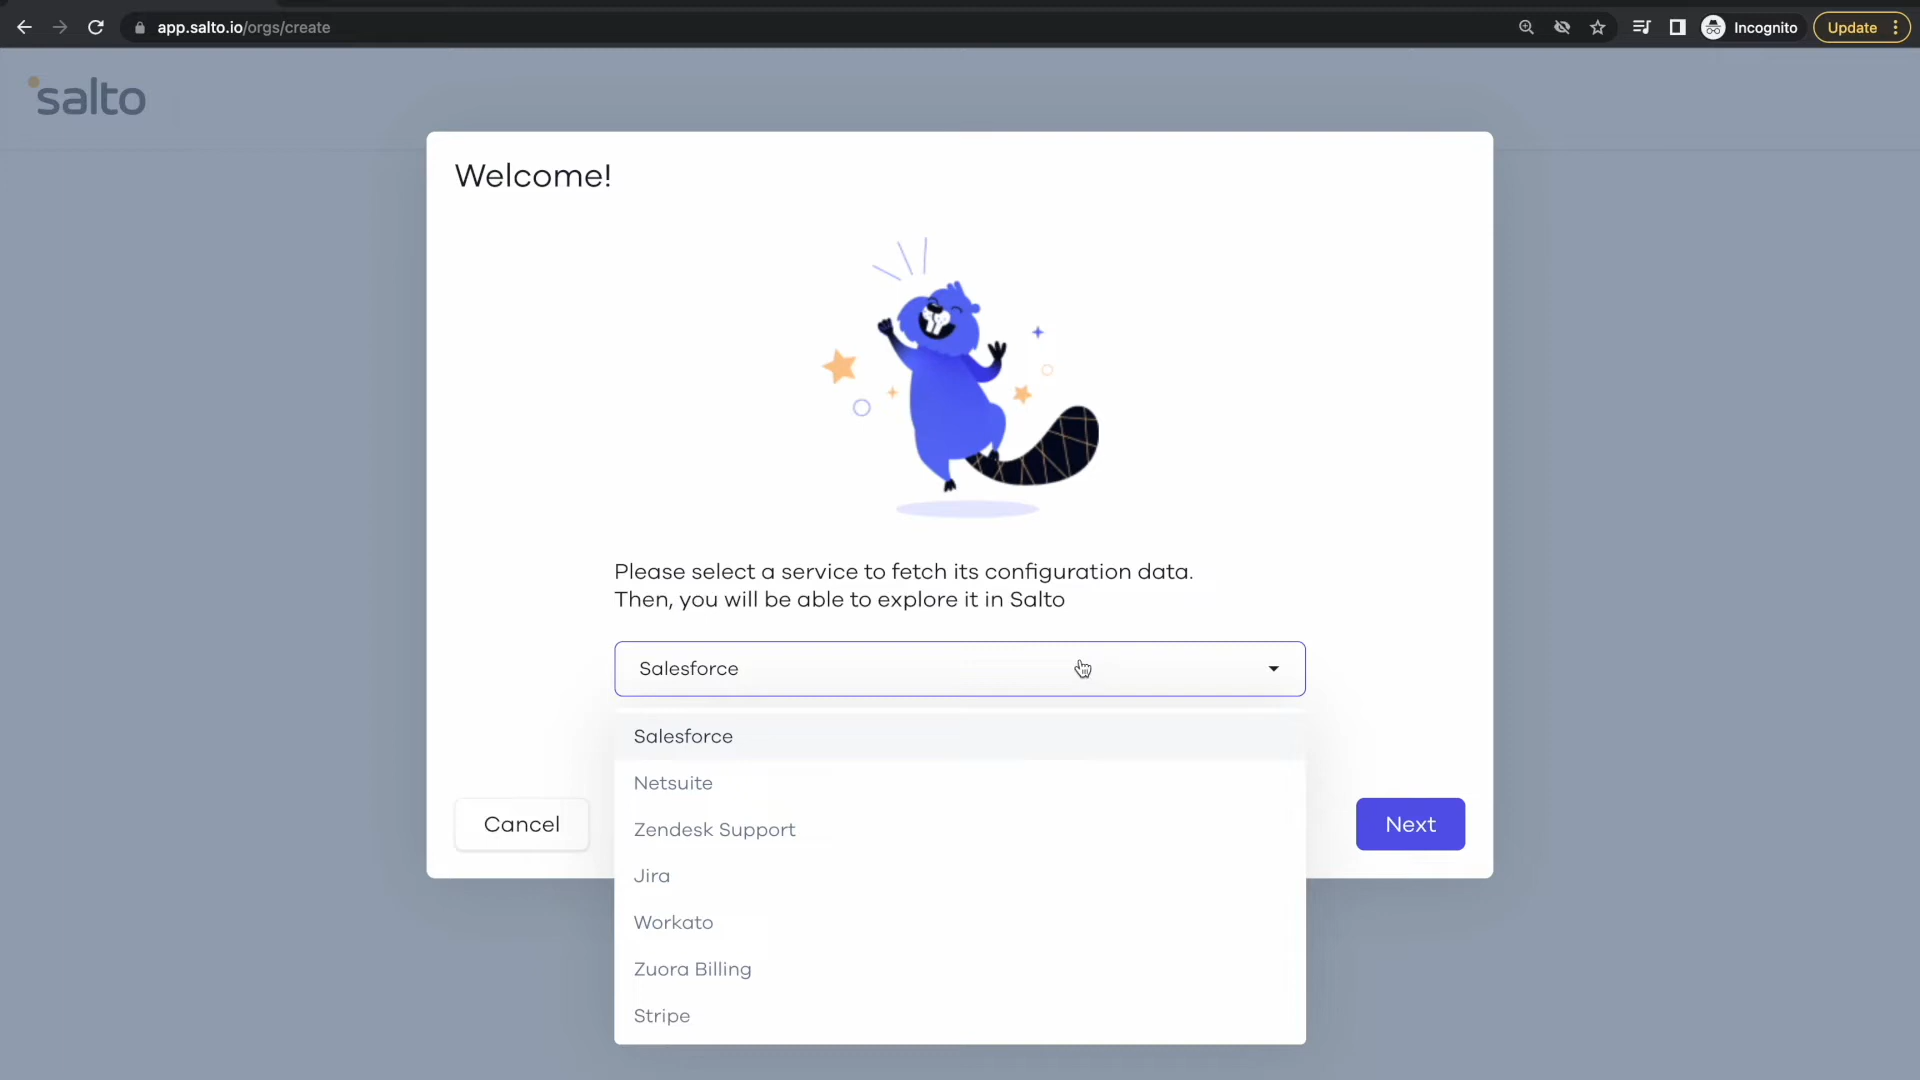 app.salto.io/orgs/create
Incognito
Update
salto
Welcome!
Please select a service to fetch its configuration data.
Then, you will be able to explore it in Salto
Salesforce
Salesforce
Netsuite
Zendesk Support
Jira
Workato
Zuora Billing
Stripe
Cancel
Next